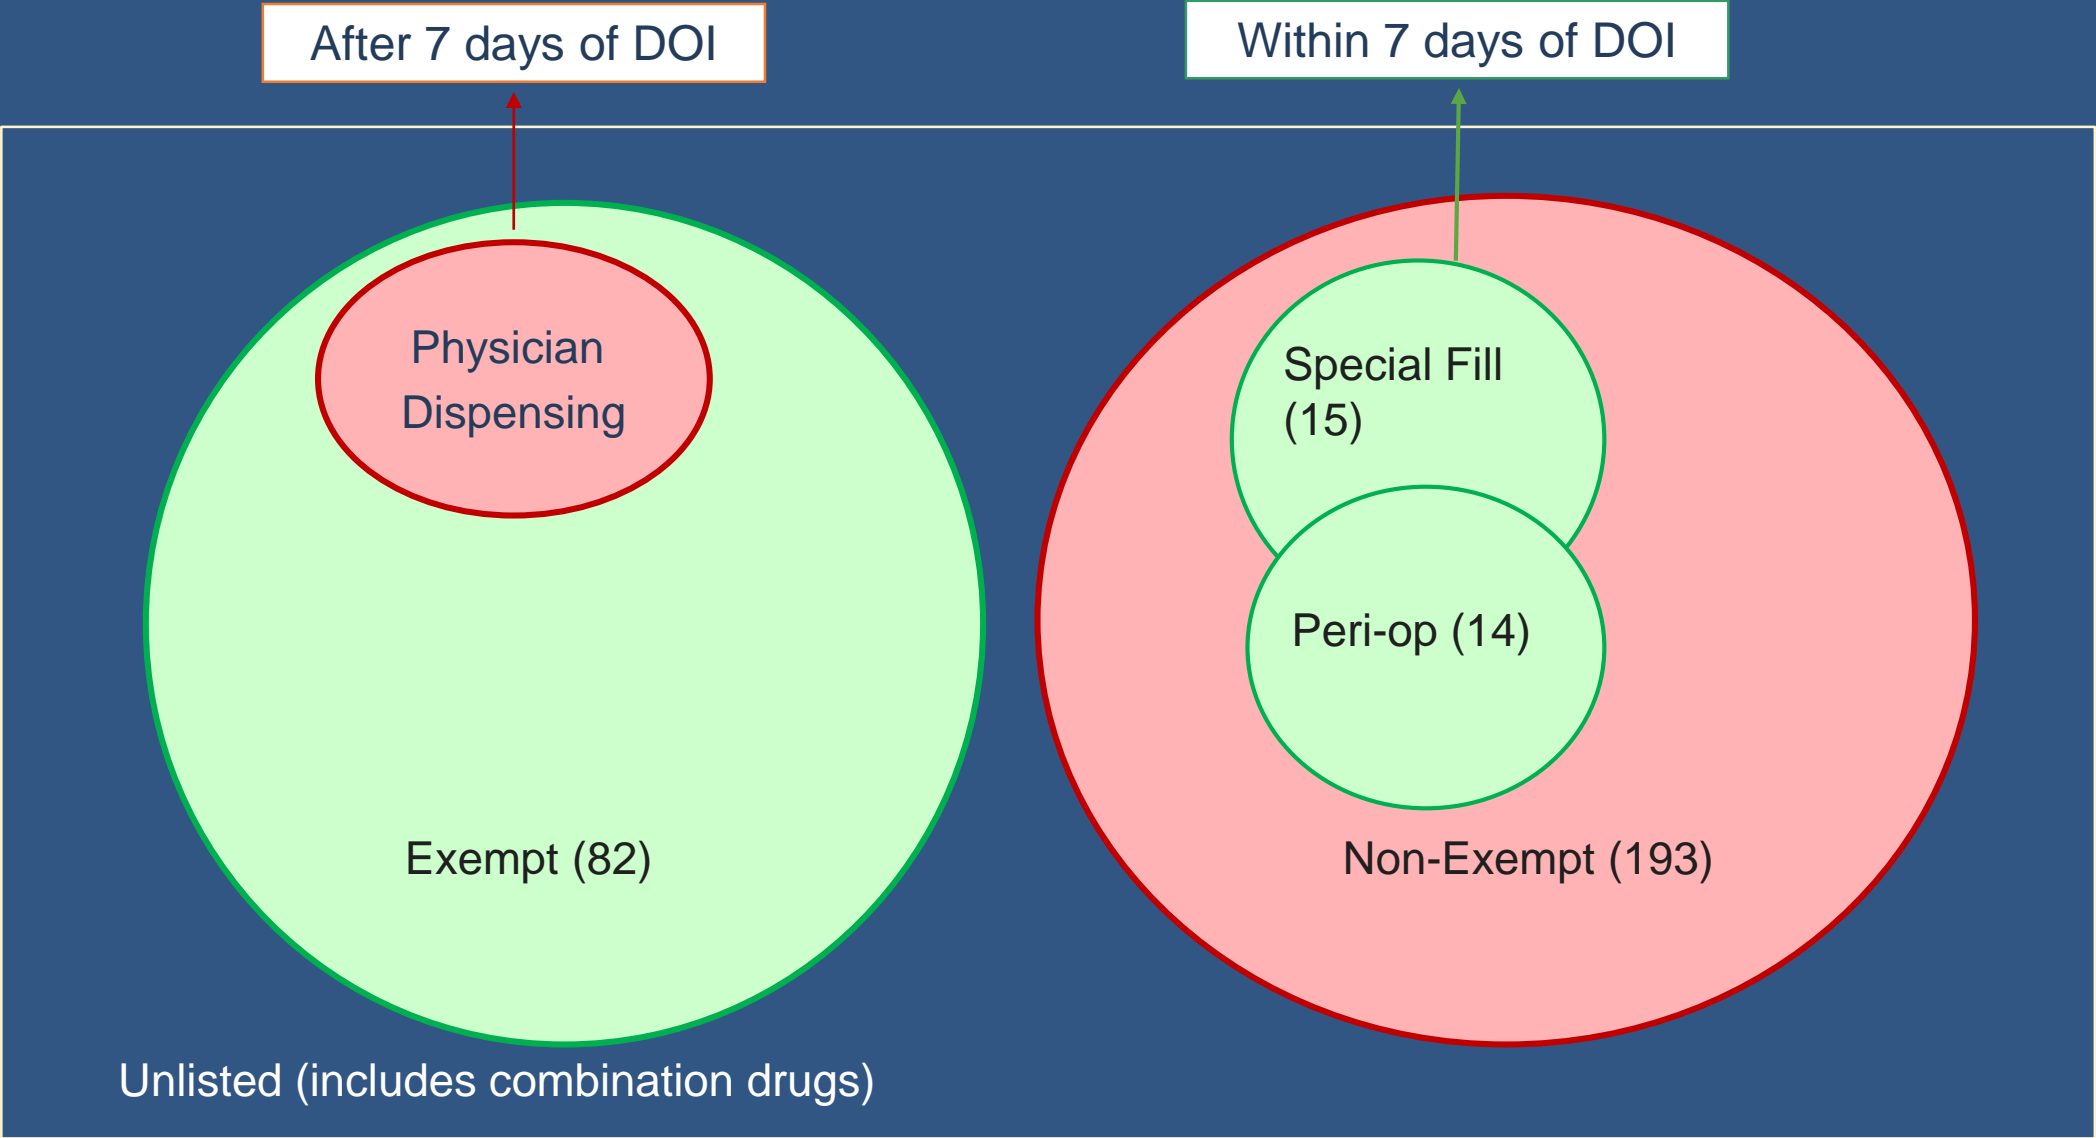 After 7 days of DOI
Within 7 days of DOI
Physician
Dispensing
Special Fill
(15)
Peri-op (14)
Exempt (82)
Non-Exempt (193)
Unlisted (includes combination drugs)